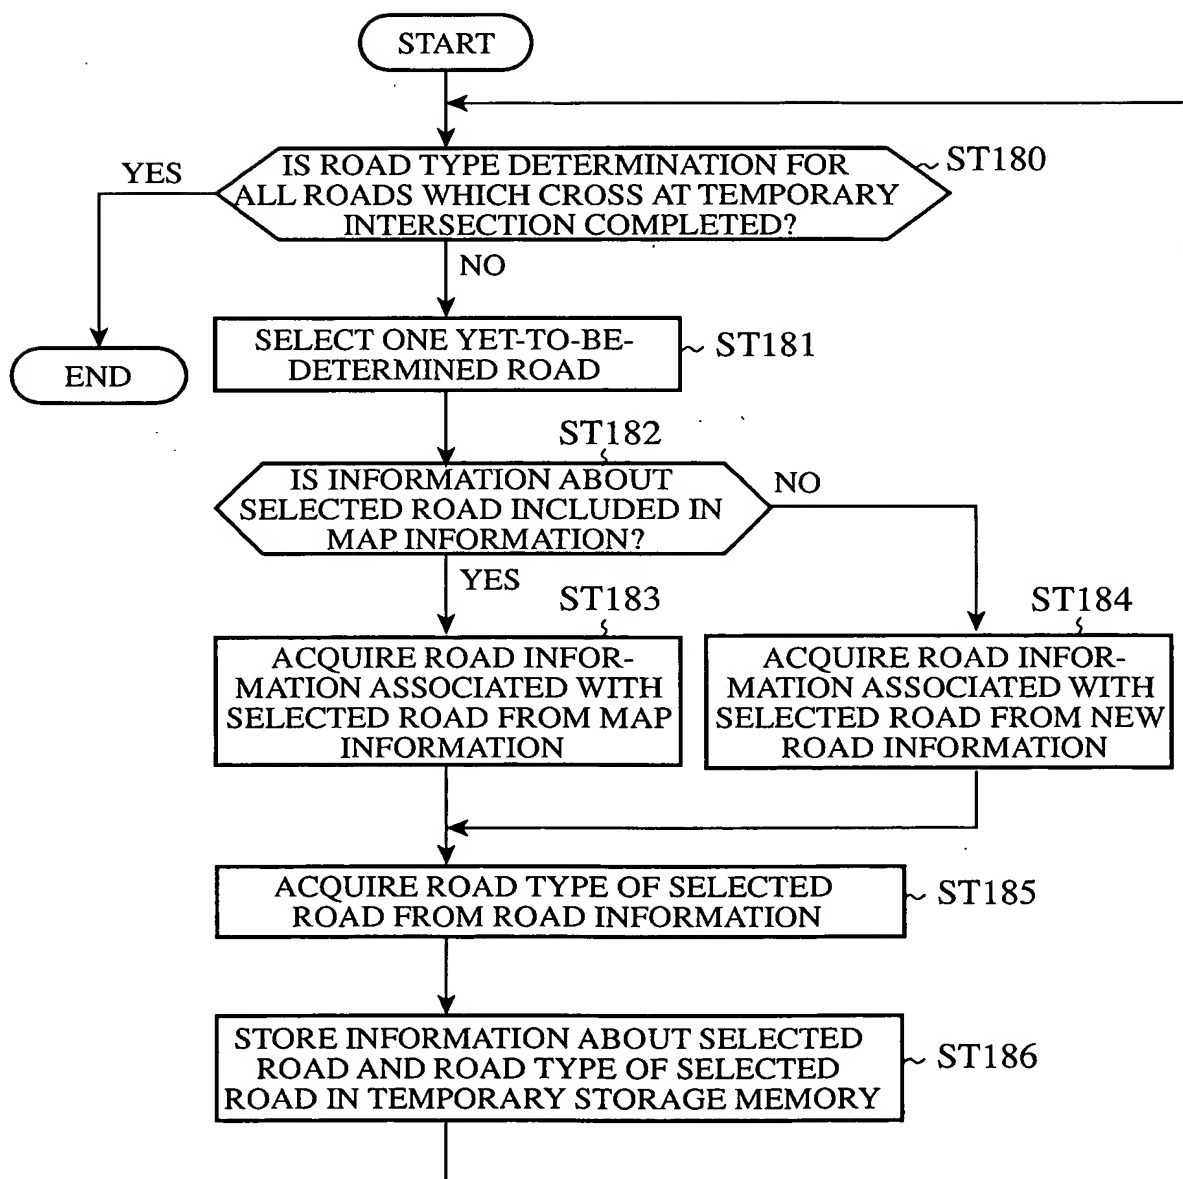 START
YES
IS ROAD TYPE DETERMINATION FOR
ALL ROADS WHICH CROSS AT TEMPORARY
INTERSECTION COMPLETED?
ST180
NO
SELECT ONE YET-TO-BE-
DETERMINED ROAD
ST181
END
ST182
IS INFORMATION ABOUT
SELECTED ROAD INCLUDED IN
MAP INFORMATION?
NO
YES
ST183
ST184
ACQUIRE ROAD INFOR-
MATION ASSOCIATED WITH
SELECTED ROAD FROM MAP
INFORMATION
ACQUIRE ROAD INFOR-
MATION ASSOCIATED WITH
SELECTED ROAD FROM NEW
ROAD INFORMATION
ACQUIRE ROAD TYPE OF SELECTED
ROAD FROM ROAD INFORMATION
ST185
STORE INFORMATION ABOUT SELECTED
ROAD AND ROAD TYPE OF SELECTED
ROAD IN TEMPORARY STORAGE MEMORY
ST186